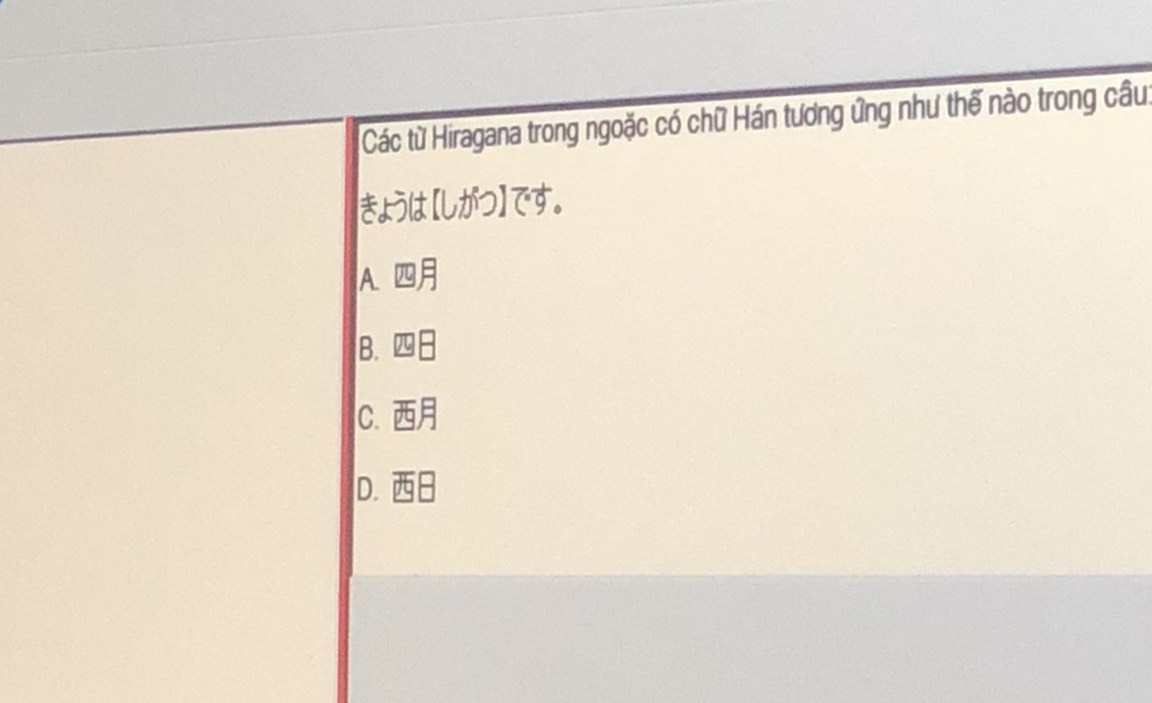 Các từ Hiragana trong ngoặc có chữ Hán tương ứng như thế nào trong câu:
きょうは【しがつ】です。
A. 四月
B. 四日
C. 西月
D. 西日